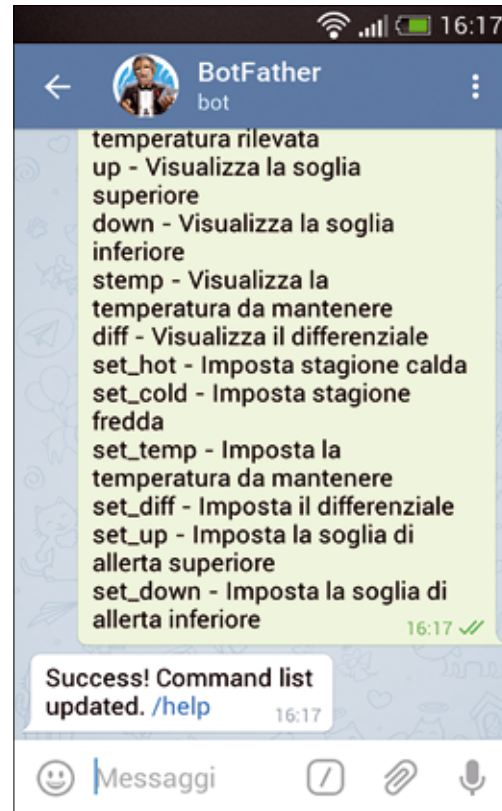 16:17
BotFather
bot
temperatura rilevata
up - Visualizza la soglia
superiore
down - Visualizza la soglia
inferiore
stemp - Visualizza la
temperatura da mantenere
diff - Visualizza il differenziale
set_hot - Imposta stagione calda
set_cold - Imposta stagione
fredda
set_temp - Imposta la
temperatura da mantenere
set_diff - Imposta il differenziale
set_up - Imposta la soglia di
allerta superiore
set_down - Imposta la soglia di
allerta inferiore
16:17
Success! Command list
updated. /help
16:17
Messaggi